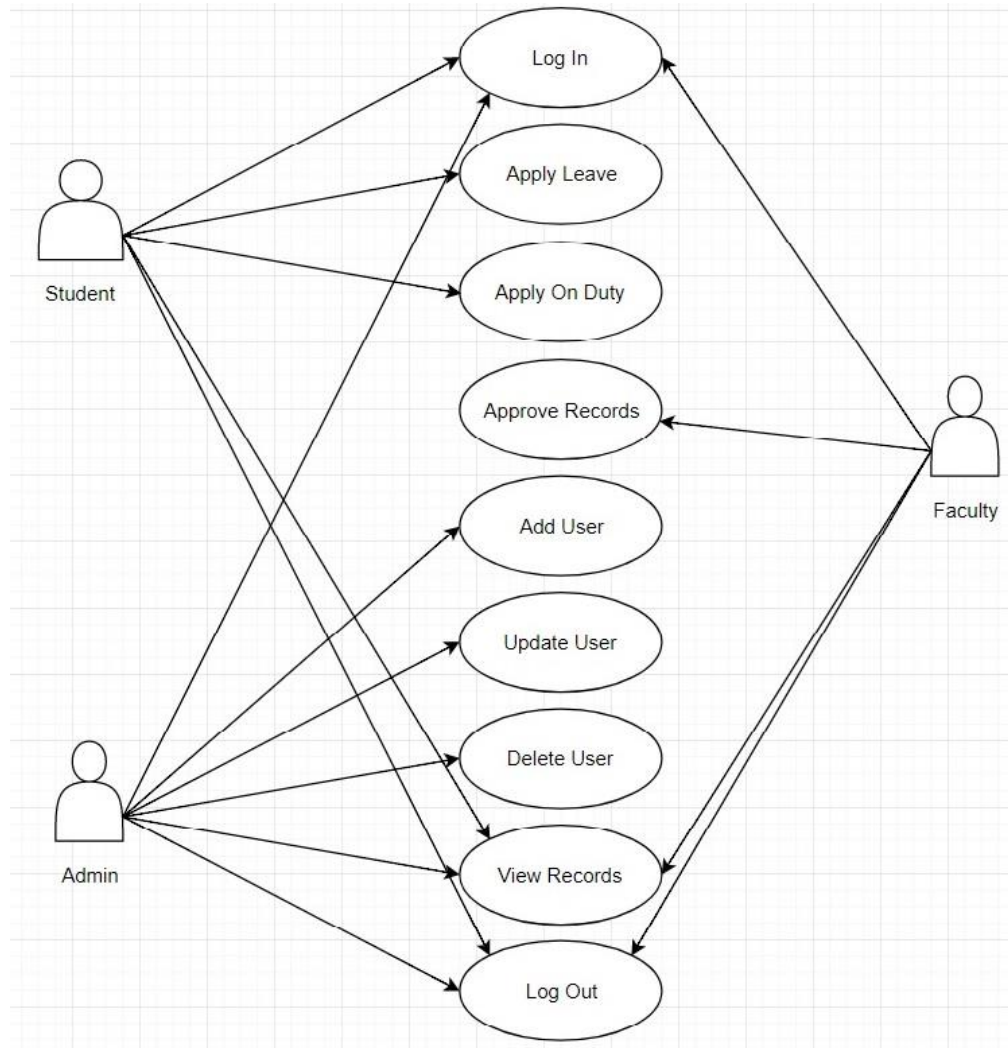 Log In
Apply Leave
Student
Apply On Duty
Approve Records
Faculty
Add User
Update User
Delete User
Admin
View Records
Log Out